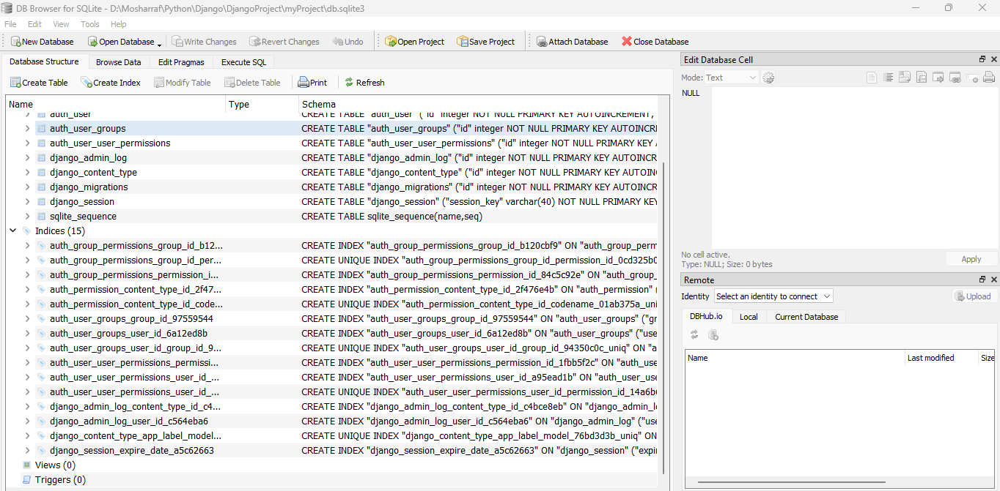 DB Browser for SQLite - D:\Mosharraf\Python\Django\DjangoProject\myProject\db.sqlite3
File Edit View Tools Help
New Database Open Database Write Changes Revert Changes Undo Open Project Save Project Attach Database Close Database
Database Structure Browse Data Edit Pragmas Execute SQL
Create Table Create Index Modify Table Delete Table Print Refresh
Name Type Schema
auth_user CREATE TABLE "auth_user" ("id" integer NOT NULL PRIMARY KEY AUTOINCREMENT,
auth_user_groups CREATE TABLE "auth_user_groups" ("id" integer NOT NULL PRIMARY KEY AUTOINCRE
auth_user_user_permissions CREATE TABLE "auth_user_user_permissions" ("id" integer NOT NULL PRIMARY KEY
django_admin_log CREATE TABLE "django_admin_log" ("id" integer NOT NULL PRIMARY KEY AUTOINCR
django_content_type CREATE TABLE "django_content_type" ("id" integer NOT NULL PRIMARY KEY AUTOIN
django_migrations CREATE TABLE "django_migrations" ("id" integer NOT NULL PRIMARY KEY AUTOINCR
django_session CREATE TABLE "django_session" ("session_key" varchar(40) NOT NULL PRIMARY KEY
sqlite_sequence CREATE TABLE sqlite_sequence(name,seq)
Indices (15)
auth_group_permissions_group_id_b12... CREATE INDEX "auth_group_permissions_group_id_b120cbf9" ON "auth_group_perm
auth_group_permissions_group_id_per... CREATE UNIQUE INDEX "auth_group_permissions_group_id_permission_id_0cd325b0
auth_group_permissions_permission_i... CREATE INDEX "auth_group_permissions_permission_id_84c5c92e" ON "auth_group_
auth_permission_content_type_id_2f47... CREATE INDEX "auth_permission_content_type_id_2f476e4b" ON "auth_permission" (
auth_permission_content_type_id_code... CREATE UNIQUE INDEX "auth_permission_content_type_id_codename_01ab375a_uni
auth_user_groups_group_id_97559544 CREATE INDEX "auth_user_groups_group_id_97559544" ON "auth_user_groups" ("gr
auth_user_groups_user_id_6a12ed8b CREATE INDEX "auth_user_groups_user_id_6a12ed8b" ON "auth_user_groups" ("use
auth_user_groups_user_id_group_id_9... CREATE UNIQUE INDEX "auth_user_groups_user_id_group_id_94350c0c_uniq" ON "a
auth_user_user_permissions_permissi... CREATE INDEX "auth_user_user_permissions_permission_id_1fbb5f2c" ON "auth_use
auth_user_user_permissions_user_id_... CREATE INDEX "auth_user_user_permissions_user_id_a95ead1b" ON "auth_user_use
auth_user_user_permissions_user_id_... CREATE UNIQUE INDEX "auth_user_user_permissions_user_id_permission_id_14a6b
django_admin_log_content_type_id_c4... CREATE INDEX "django_admin_log_content_type_id_c4bce8eb" ON "django_admin_l
django_admin_log_user_id_c564eba6 CREATE INDEX "django_admin_log_user_id_c564eba6" ON "django_admin_log" ("use
django_content_type_app_label_model... CREATE UNIQUE INDEX "django_content_type_app_label_model_76bd3d3b_uniq" ON
django_session_expire_date_a5c62663 CREATE INDEX "django_session_expire_date_a5c62663" ON "django_session" ("expi
Views (0)
Triggers (0)
Edit Database Cell
Mode: Text
NULL
No cell active.
Type: NULL; Size: 0 bytes
Apply
Remote
Identity Select an identity to connect Upload
DBHub.io Local Current Database
Name Last modified Size